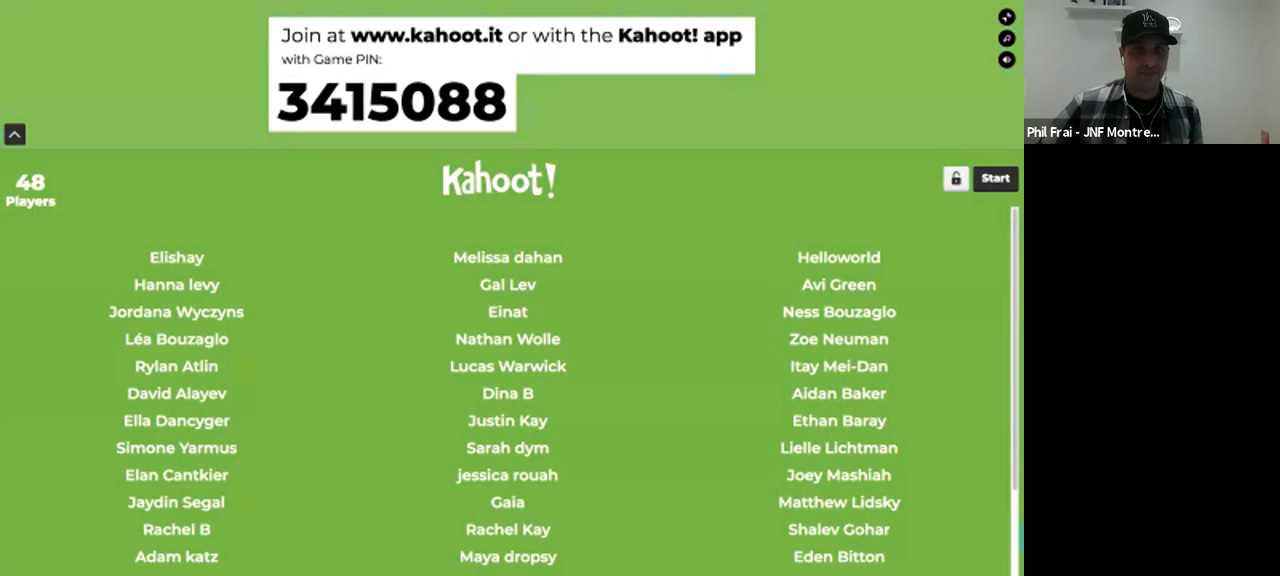 Join at www.kahoot.it or with the Kahoot! app
with Game PIN:
3415088
Phil Frai - JNF Montre...
48
Players
Kahoot!
Start
Elishay
Melissa dahan
Helloworld
Hanna levy
Gal Lev
Avi Green
Jordana Wyczyns
Einat
Ness Bouzaglo
Léa Bouzaglo
Nathan Wolle
Zoe Neuman
Rylan Atlin
Lucas Warwick
Itay Mei-Dan
David Alayev
Dina B
Aidan Baker
Ella Dancyger
Justin Kay
Ethan Baray
Simone Yarmus
Sarah dym
Lielle Lichtman
Elan Cantkier
jessica rouah
Joey Mashiah
Jaydin Segal
Gaia
Matthew Lidsky
Rachel B
Rachel Kay
Shalev Gohar
Adam katz
Maya dropsy
Eden Bitton